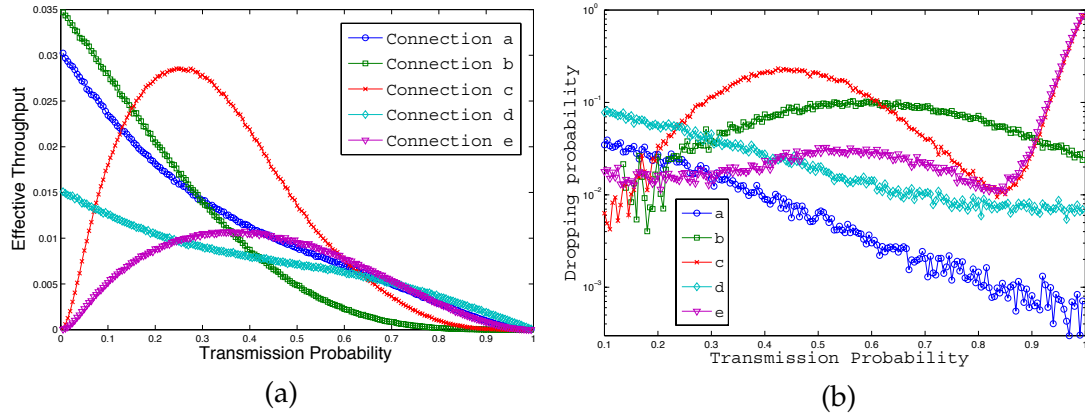 0.035
0.03
0.025
0.02
0.015
0.01
0.005
0
0 0.1 0.2 0.3 0.4 0.5 0.6 0.7 0.8 0.9 1
Effective Throughput
Transmission Probability
Connection a
Connection b
Connection c
Connection d
Connection e
(a)
10^0
10^-1
10^-2
10^-3
0.1 0.2 0.3 0.4 0.5 0.6 0.7 0.8 0.9 1
Dropping probability
Transmission Probability
a
b
c
d
e
(b)